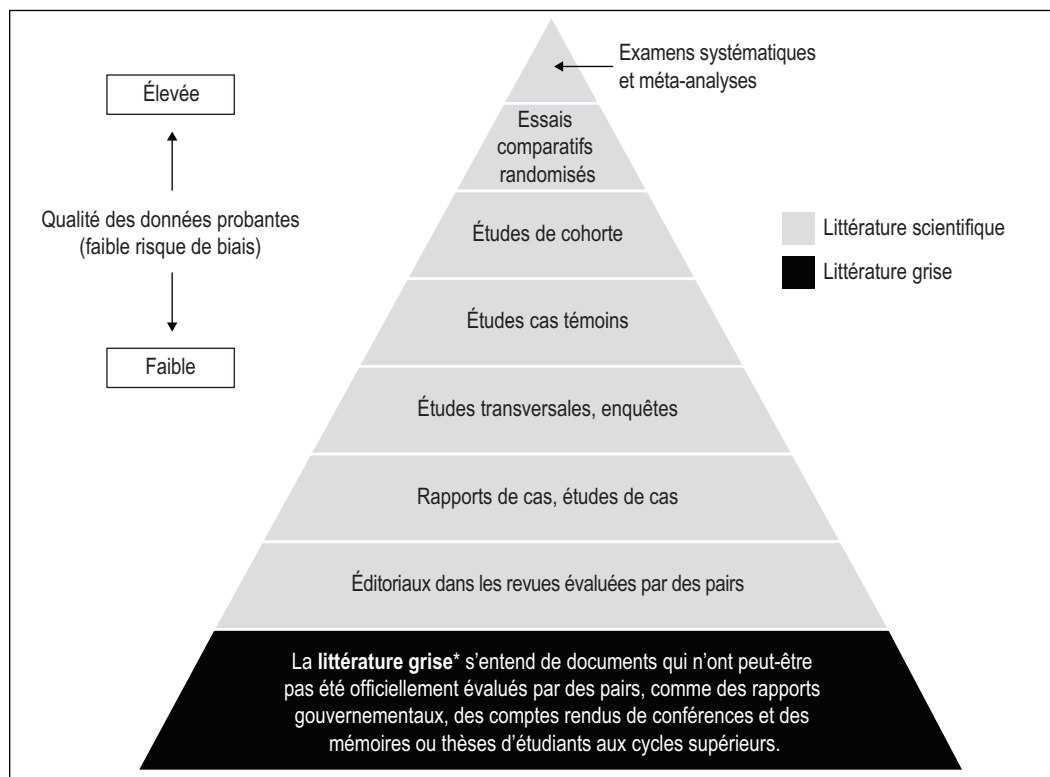 Examens systématiques
et méta-analyses
Élevée
Essais
comparatifs
randomisés
Qualité des données probantes
(faible risque de biais)
Études de cohorte
Littérature scientifique
Littérature grise
Études cas témoins
Faible
Études transversales, enquêtes
Rapports de cas, études de cas
Éditoriaux dans les revues évaluées par des pairs
La littérature grise* s’entend de documents qui n’ont peut-être
pas été officiellement évalués par des pairs, comme des rapports
gouvernementaux, des comptes rendus de conférences et des
mémoires ou thèses d’étudiants aux cycles supérieurs.